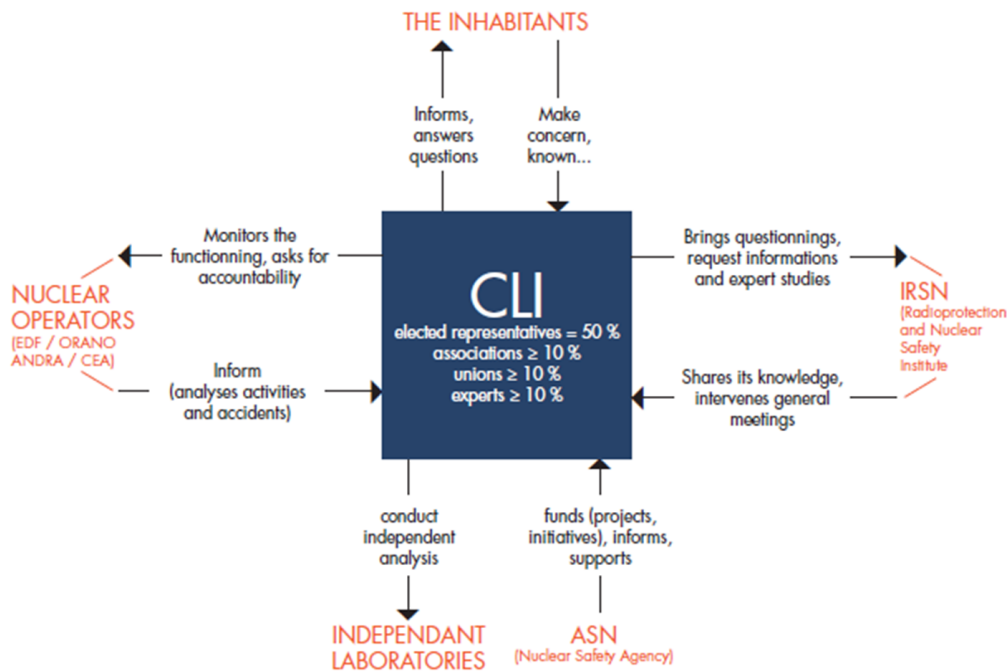 THE INHABITANTS
Informs,
answers
questions
Make
concern,
known...
Monitors the
functionning, asks for
accountability
Brings questionnings,
request informations
and expert studies
NUCLEAR
OPERATORS
(EDF / ORANO
ANDRA / CEA)
CLI
elected representatives = 50 %
associations ≥ 10 %
unions ≥ 10 %
experts ≥ 10 %
IRSN
(Radioprotection
and Nuclear
Safety
Institute
Inform
(analyses activities
and accidents)
Shares its knowledge,
intervenes general
meetings
conduct
independent
analysis
funds (projects,
initiatives), informs,
supports
INDEPENDANT
LABORATORIES
ASN
(Nuclear Safety Agency)